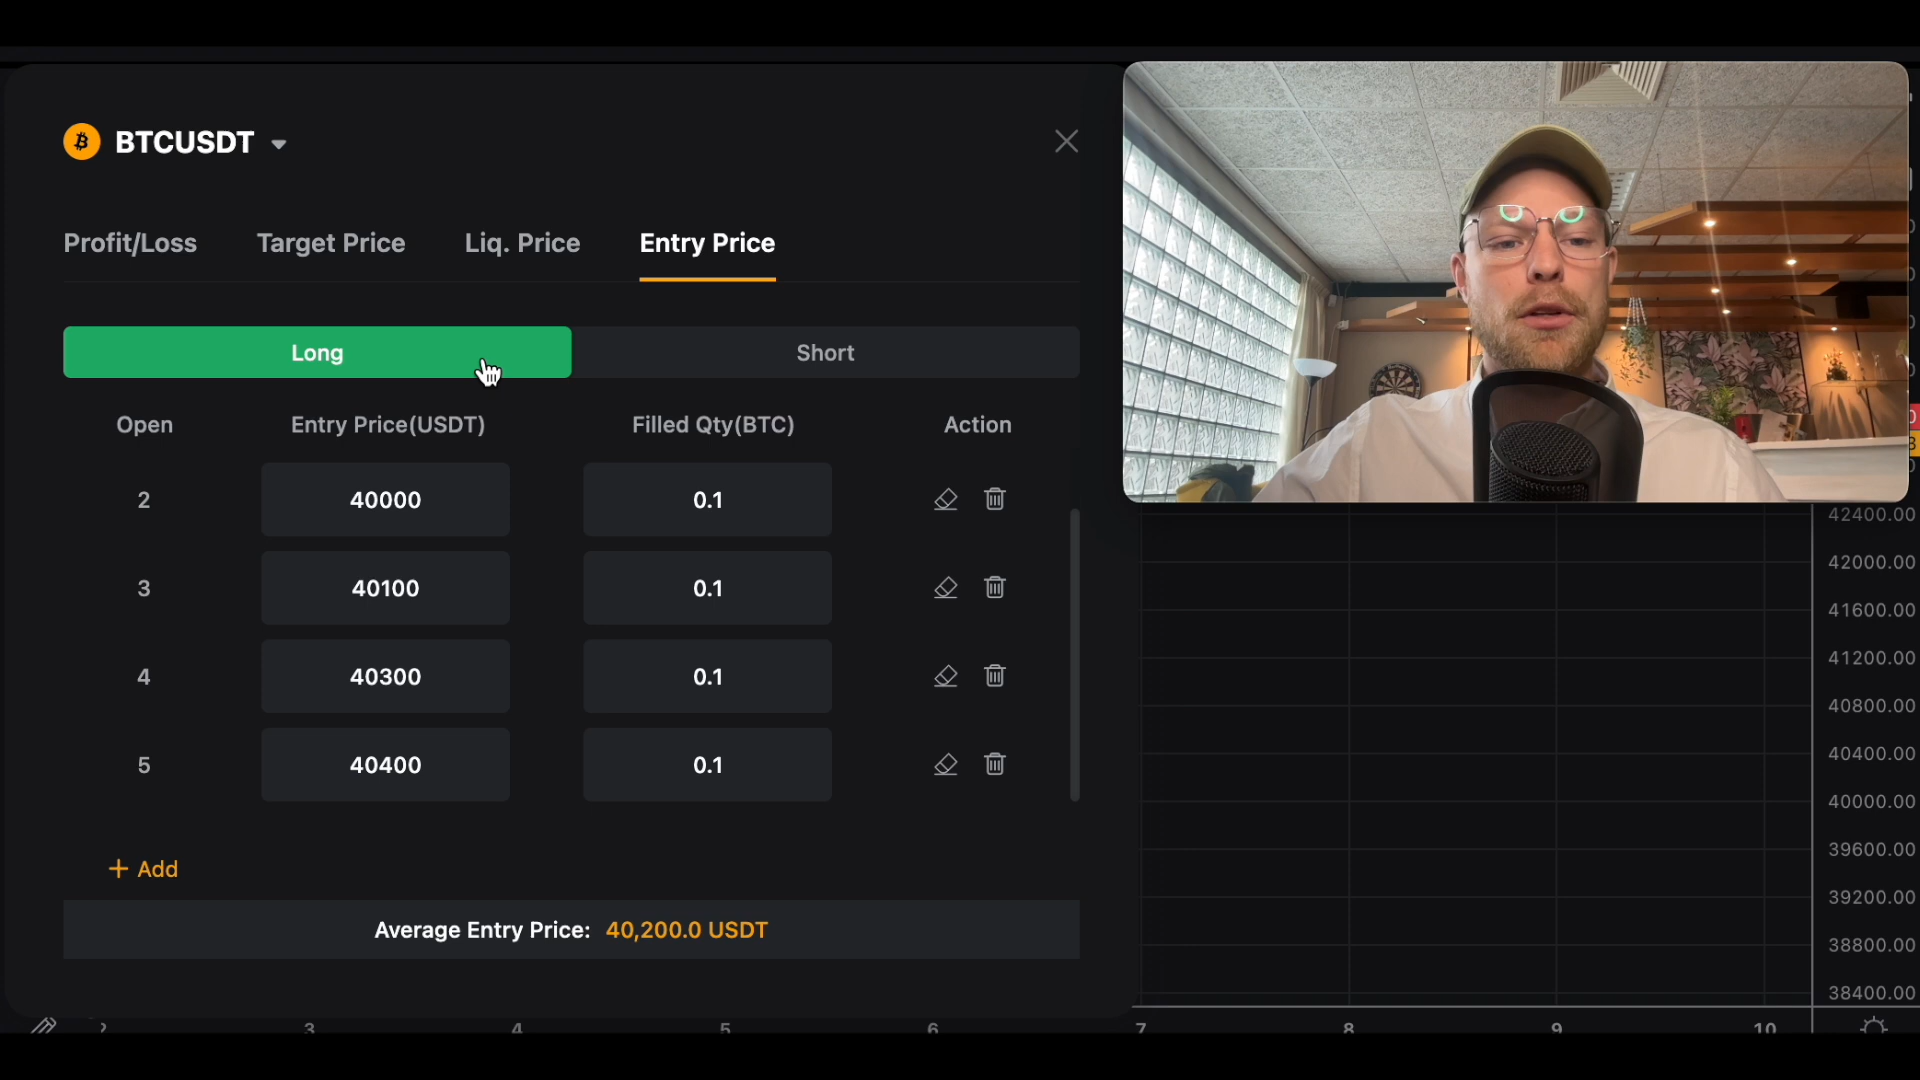 BTCUSDT
Profit/Loss Target Price Liq. Price Entry Price
Long Short
Open Entry Price(USDT) Filled Qty(BTC) Action
2 40000 0.1
3 40100 0.1
4 40300 0.1
5 40400 0.1
+ Add
Average Entry Price: 40,200.0 USDT
42400.00
42000.00
41600.00
41200.00
40800.00
40400.00
40000.00
39600.00
39200.00
38800.00
38400.00
3 4 5 6 7 8 9 10